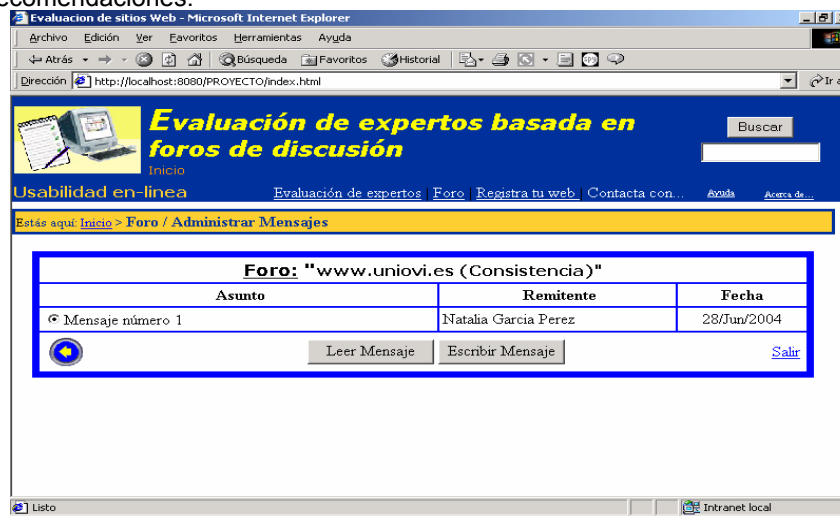 ecomendaciones.
Evaluacion de sitios Web - Microsoft Internet Explorer
Archivo Edición Ver Favoritos Herramientas Ayuda
Atrás Búsqueda Favoritos Historial
Dirección http://localhost:8080/PROYECTO/index.html Ir a
Evaluación de expertos basada en
foros de discusión
Buscar
Inicio
Usabilidad en-linea Evaluación de expertos | Foro | Registra tu web Contacta con... Ayuda Acerca de...
Estás aquí: Inicio > Foro / Administrar Mensajes
Foro: "www.uniovi.es (Consistencia)"
Asunto Remitente Fecha
Mensaje número 1 Natalia Garcia Perez 28/Jun/2004
Leer Mensaje Escribir Mensaje Salir
Listo Intranet local